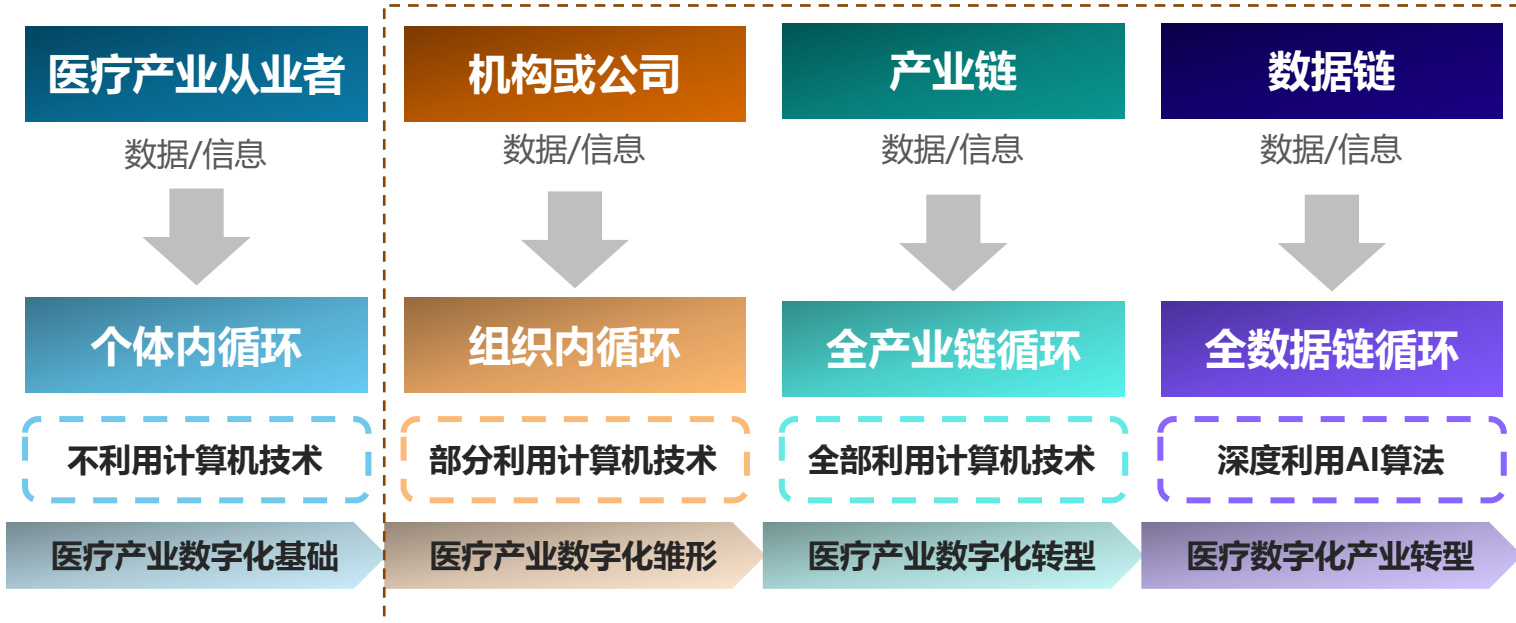 医疗产业从业者
机构或公司
产业链
数据链
数据/信息
数据/信息
数据/信息
数据/信息
个体内循环
组织内循环
全产业链循环
全数据链循环
不利用计算机技术
部分利用计算机技术
全部利用计算机技术
深度利用AI算法
医疗产业数字化基础
医疗产业数字化雏形
医疗产业数字化转型
医疗数字化产业转型